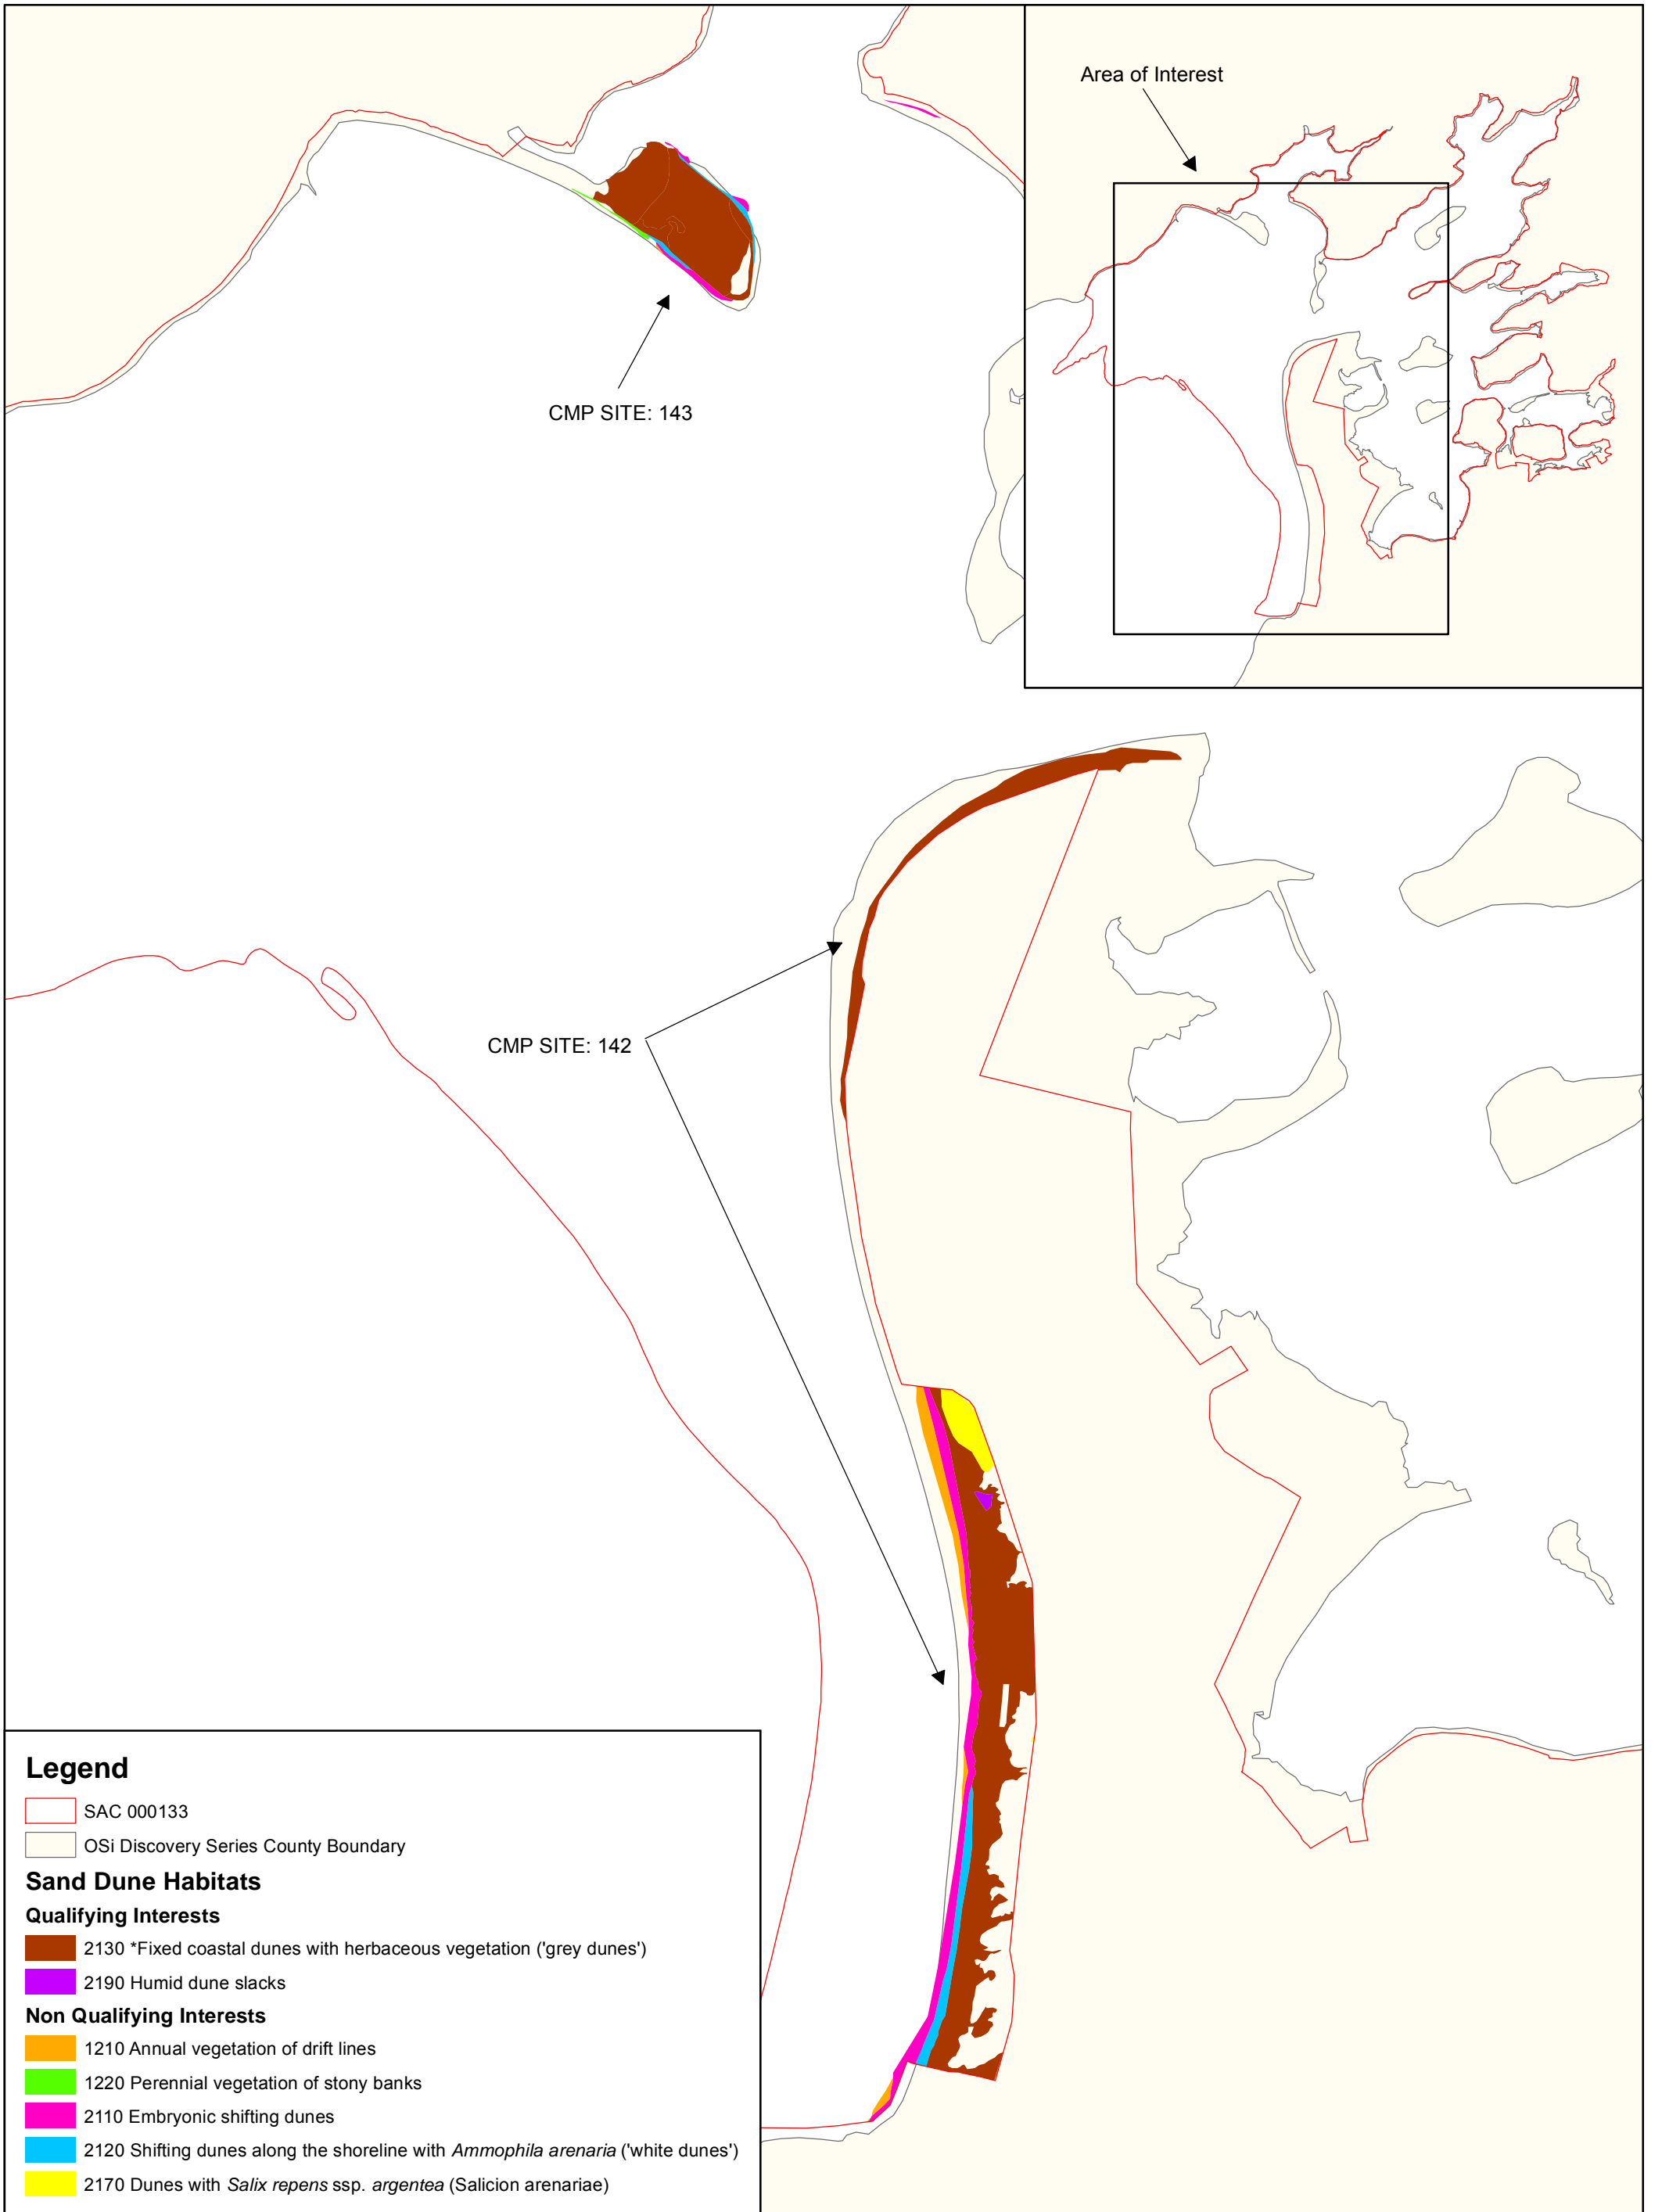 Area of Interest
CMP SITE: 143
CMP SITE: 142
Legend
SAC 000133
OSi Discovery Series County Boundary
Sand Dune Habitats
Qualifying Interests
2130 *Fixed coastal dunes with herbaceous vegetation ('grey dunes')
2190 Humid dune slacks
Non Qualifying Interests
1210 Annual vegetation of drift lines
1220 Perennial vegetation of stony banks
2110 Embryonic shifting dunes
2120 Shifting dunes along the shoreline with Ammophila arenaria ('white dunes')
2170 Dunes with Salix repens ssp. argentea (Salicion arenariae)